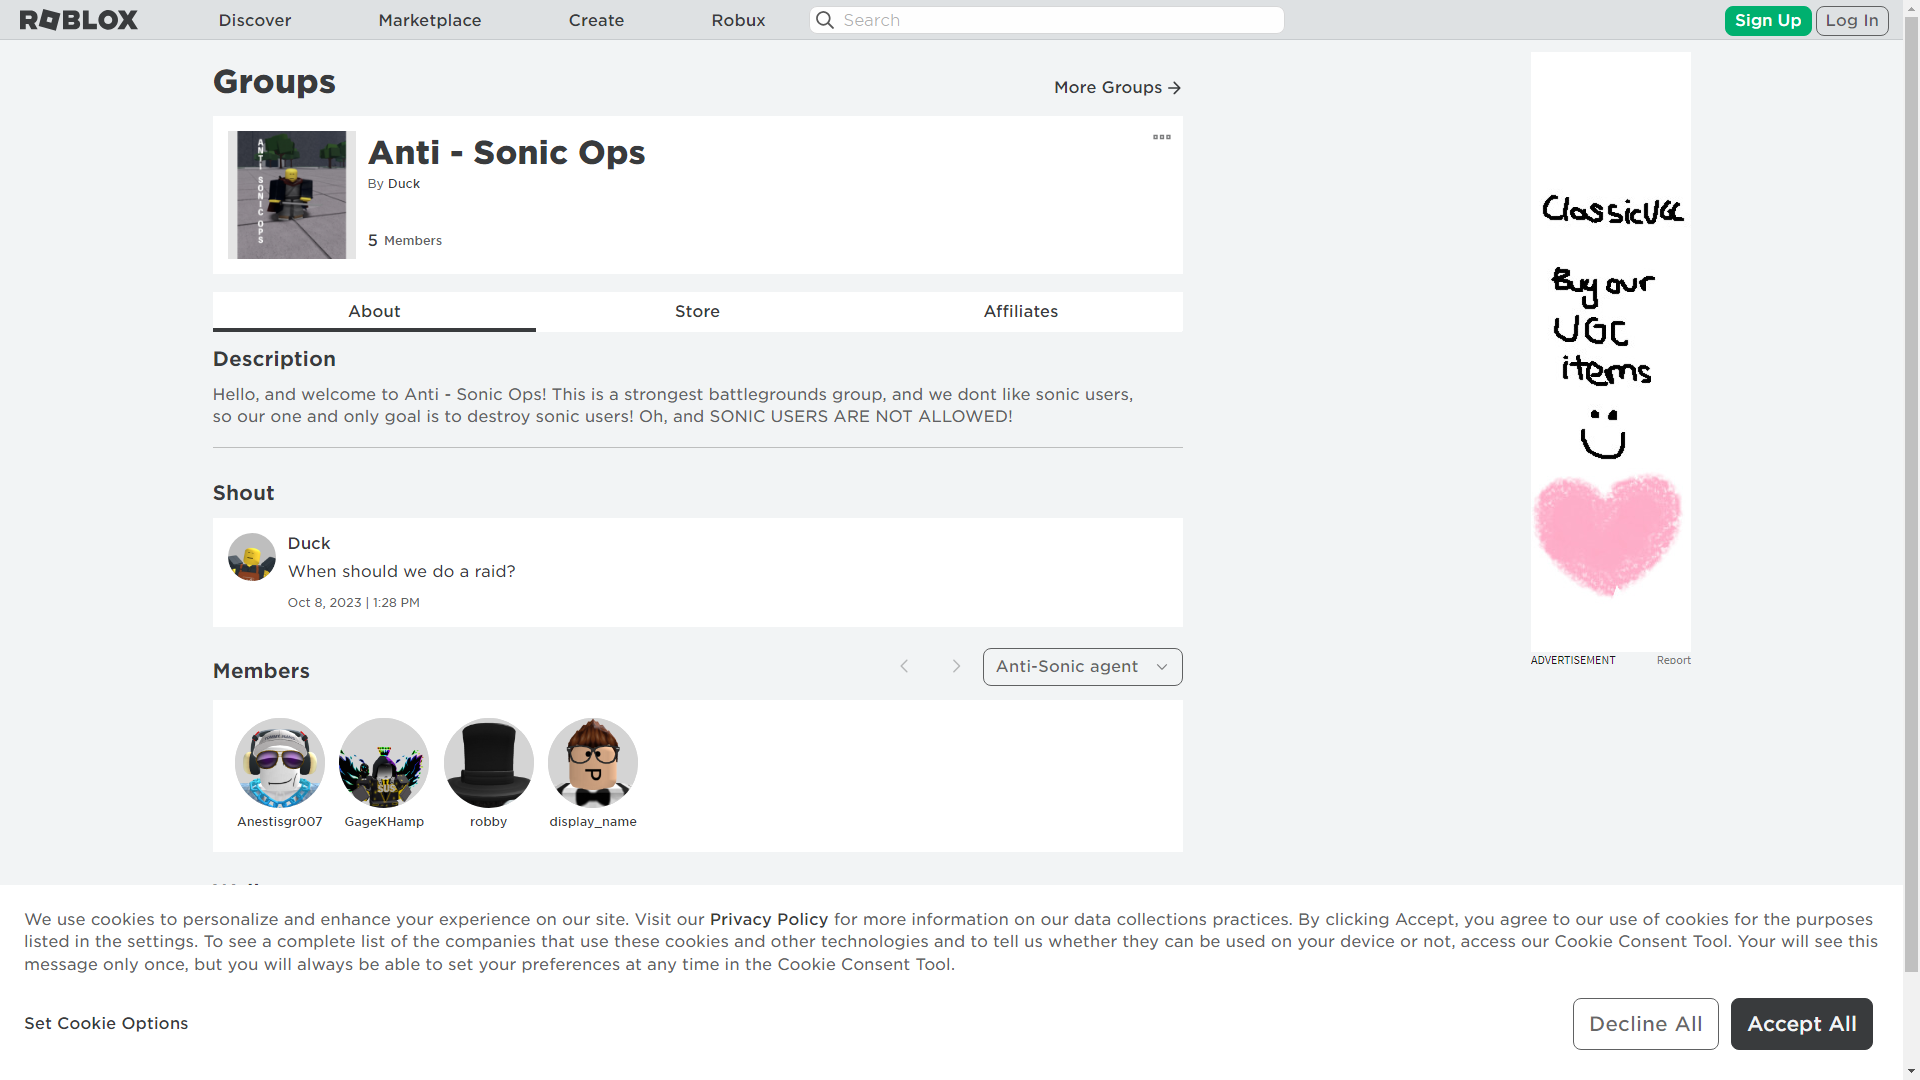 ROBLOX
Discover
Marketplace
Create
Robux
Search
Sign Up
Log In
Groups
More Groups
ANTI SONIC OPS
Anti - Sonic Ops
By Duck
5 Members
About
Store
Affiliates
Description
Hello, and welcome to Anti - Sonic Ops! This is a strongest battlegrounds group, and we dont like sonic users,
so our one and only goal is to destroy sonic users! Oh, and SONIC USERS ARE NOT ALLOWED!
Shout
Duck
When should we do a raid?
Oct 8, 2023 | 1:28 PM
Members
Anti-Sonic agent
Anestisgr007
GageKHamp
robby
display_name
ClassicUGC
Buy our
UGC
items
ADVERTISEMENT
Report
We use cookies to personalize and enhance your experience on our site. Visit our Privacy Policy for more information on our data collections practices. By clicking Accept, you agree to our use of cookies for the purposes
listed in the settings. To see a complete list of the companies that use these cookies and other technologies and to tell us whether they can be used on your device or not, access our Cookie Consent Tool. Your will see this
message only once, but you will always be able to set your preferences at any time in the Cookie Consent Tool.
Set Cookie Options
Decline All
Accept All